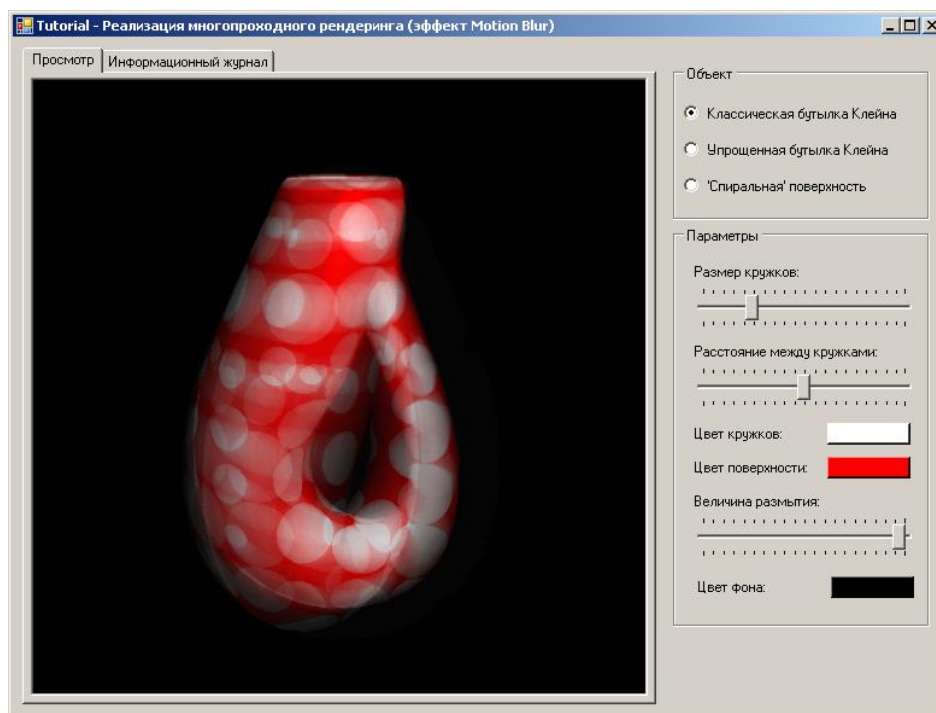 Tutorial - Реализация многопроходного рендеринга (эффект Motion Blur)
Просмотр
Информационный журнал
Объект
Классическая бутылка Клейна
Упрощенная бутылка Клейна
'Спиральная' поверхность
Параметры
Размер кружков:
Расстояние между кружками:
Цвет кружков:
Цвет поверхности:
Величина размытия:
Цвет фона: